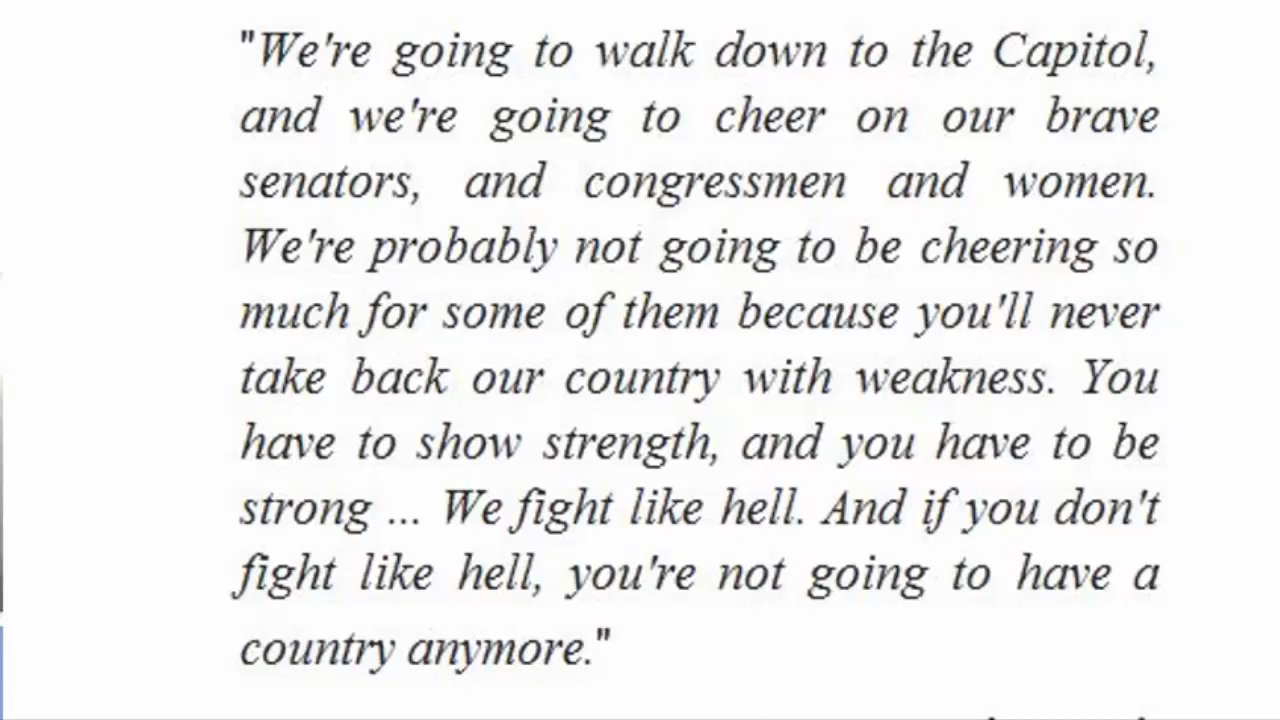 "We're going to walk down to the Capitol,
and we're going to cheer on our brave
senators, and congressmen and women.
We're probably not going to be cheering so
much for some of them because you'll never
take back our country with weakness. You
have to show strength, and you have to be
strong ... We fight like hell. And if you don't
fight like hell, you're not going to have a
country anymore."